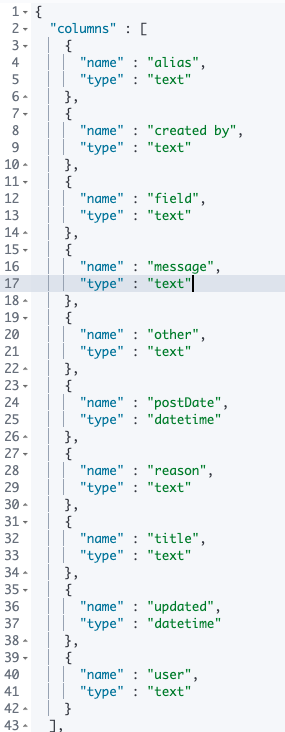 1 {
2 "columns" : [
3 {
4 "name" : "alias",
5 "type" : "text"
6 },
7 {
8 "name" : "created by",
9 "type" : "text"
10 },
11 {
12 "name" : "field",
13 "type" : "text"
14 },
15 {
16 "name" : "message",
17 "type" : "text"
18 },
19 {
20 "name" : "other",
21 "type" : "text"
22 },
23 {
24 "name" : "postDate",
25 "type" : "datetime"
26 },
27 {
28 "name" : "reason",
29 "type" : "text"
30 },
31 {
32 "name" : "title",
33 "type" : "text"
34 },
35 {
36 "name" : "updated",
37 "type" : "datetime"
38 },
39 {
40 "name" : "user",
41 "type" : "text"
42 }
43 ],